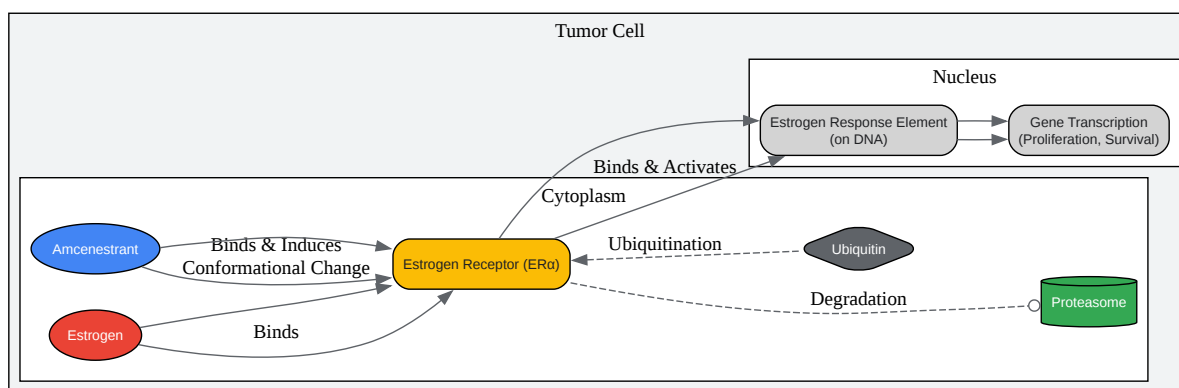 Tumor Cell
Nucleus
Estrogen Response Element
(on DNA)
Gene Transcription
(Proliferation, Survival)
Binds & Activates
Cytoplasm
Amcenestrant
Binds & Induces
Conformational Change
Estrogen Receptor (ERα)
Ubiquitination
Ubiquitin
Degradation
Proteasome
Estrogen
Binds